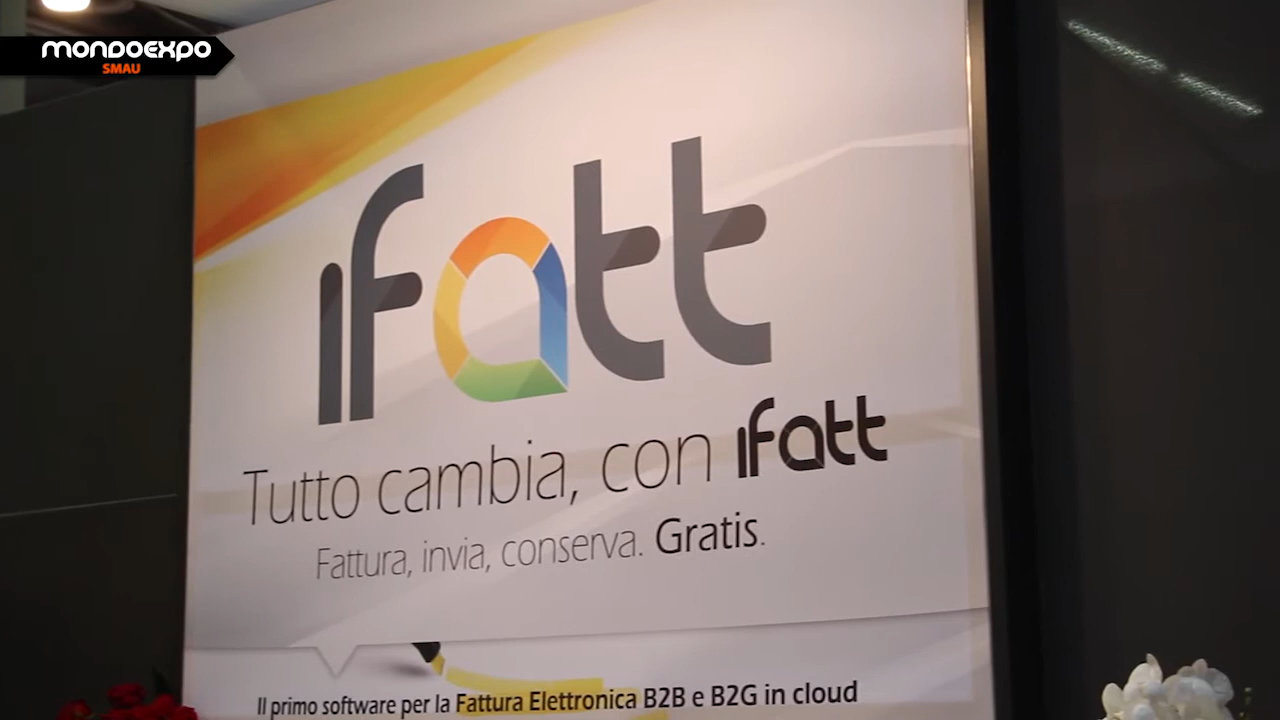 MONDOEXPO
SMAU
ifatt
Tutto cambia, con ifatt
Fattura, invia, conserva. Gratis.
Il primo software per la Fattura Elettronica B2B e B2G in cloud